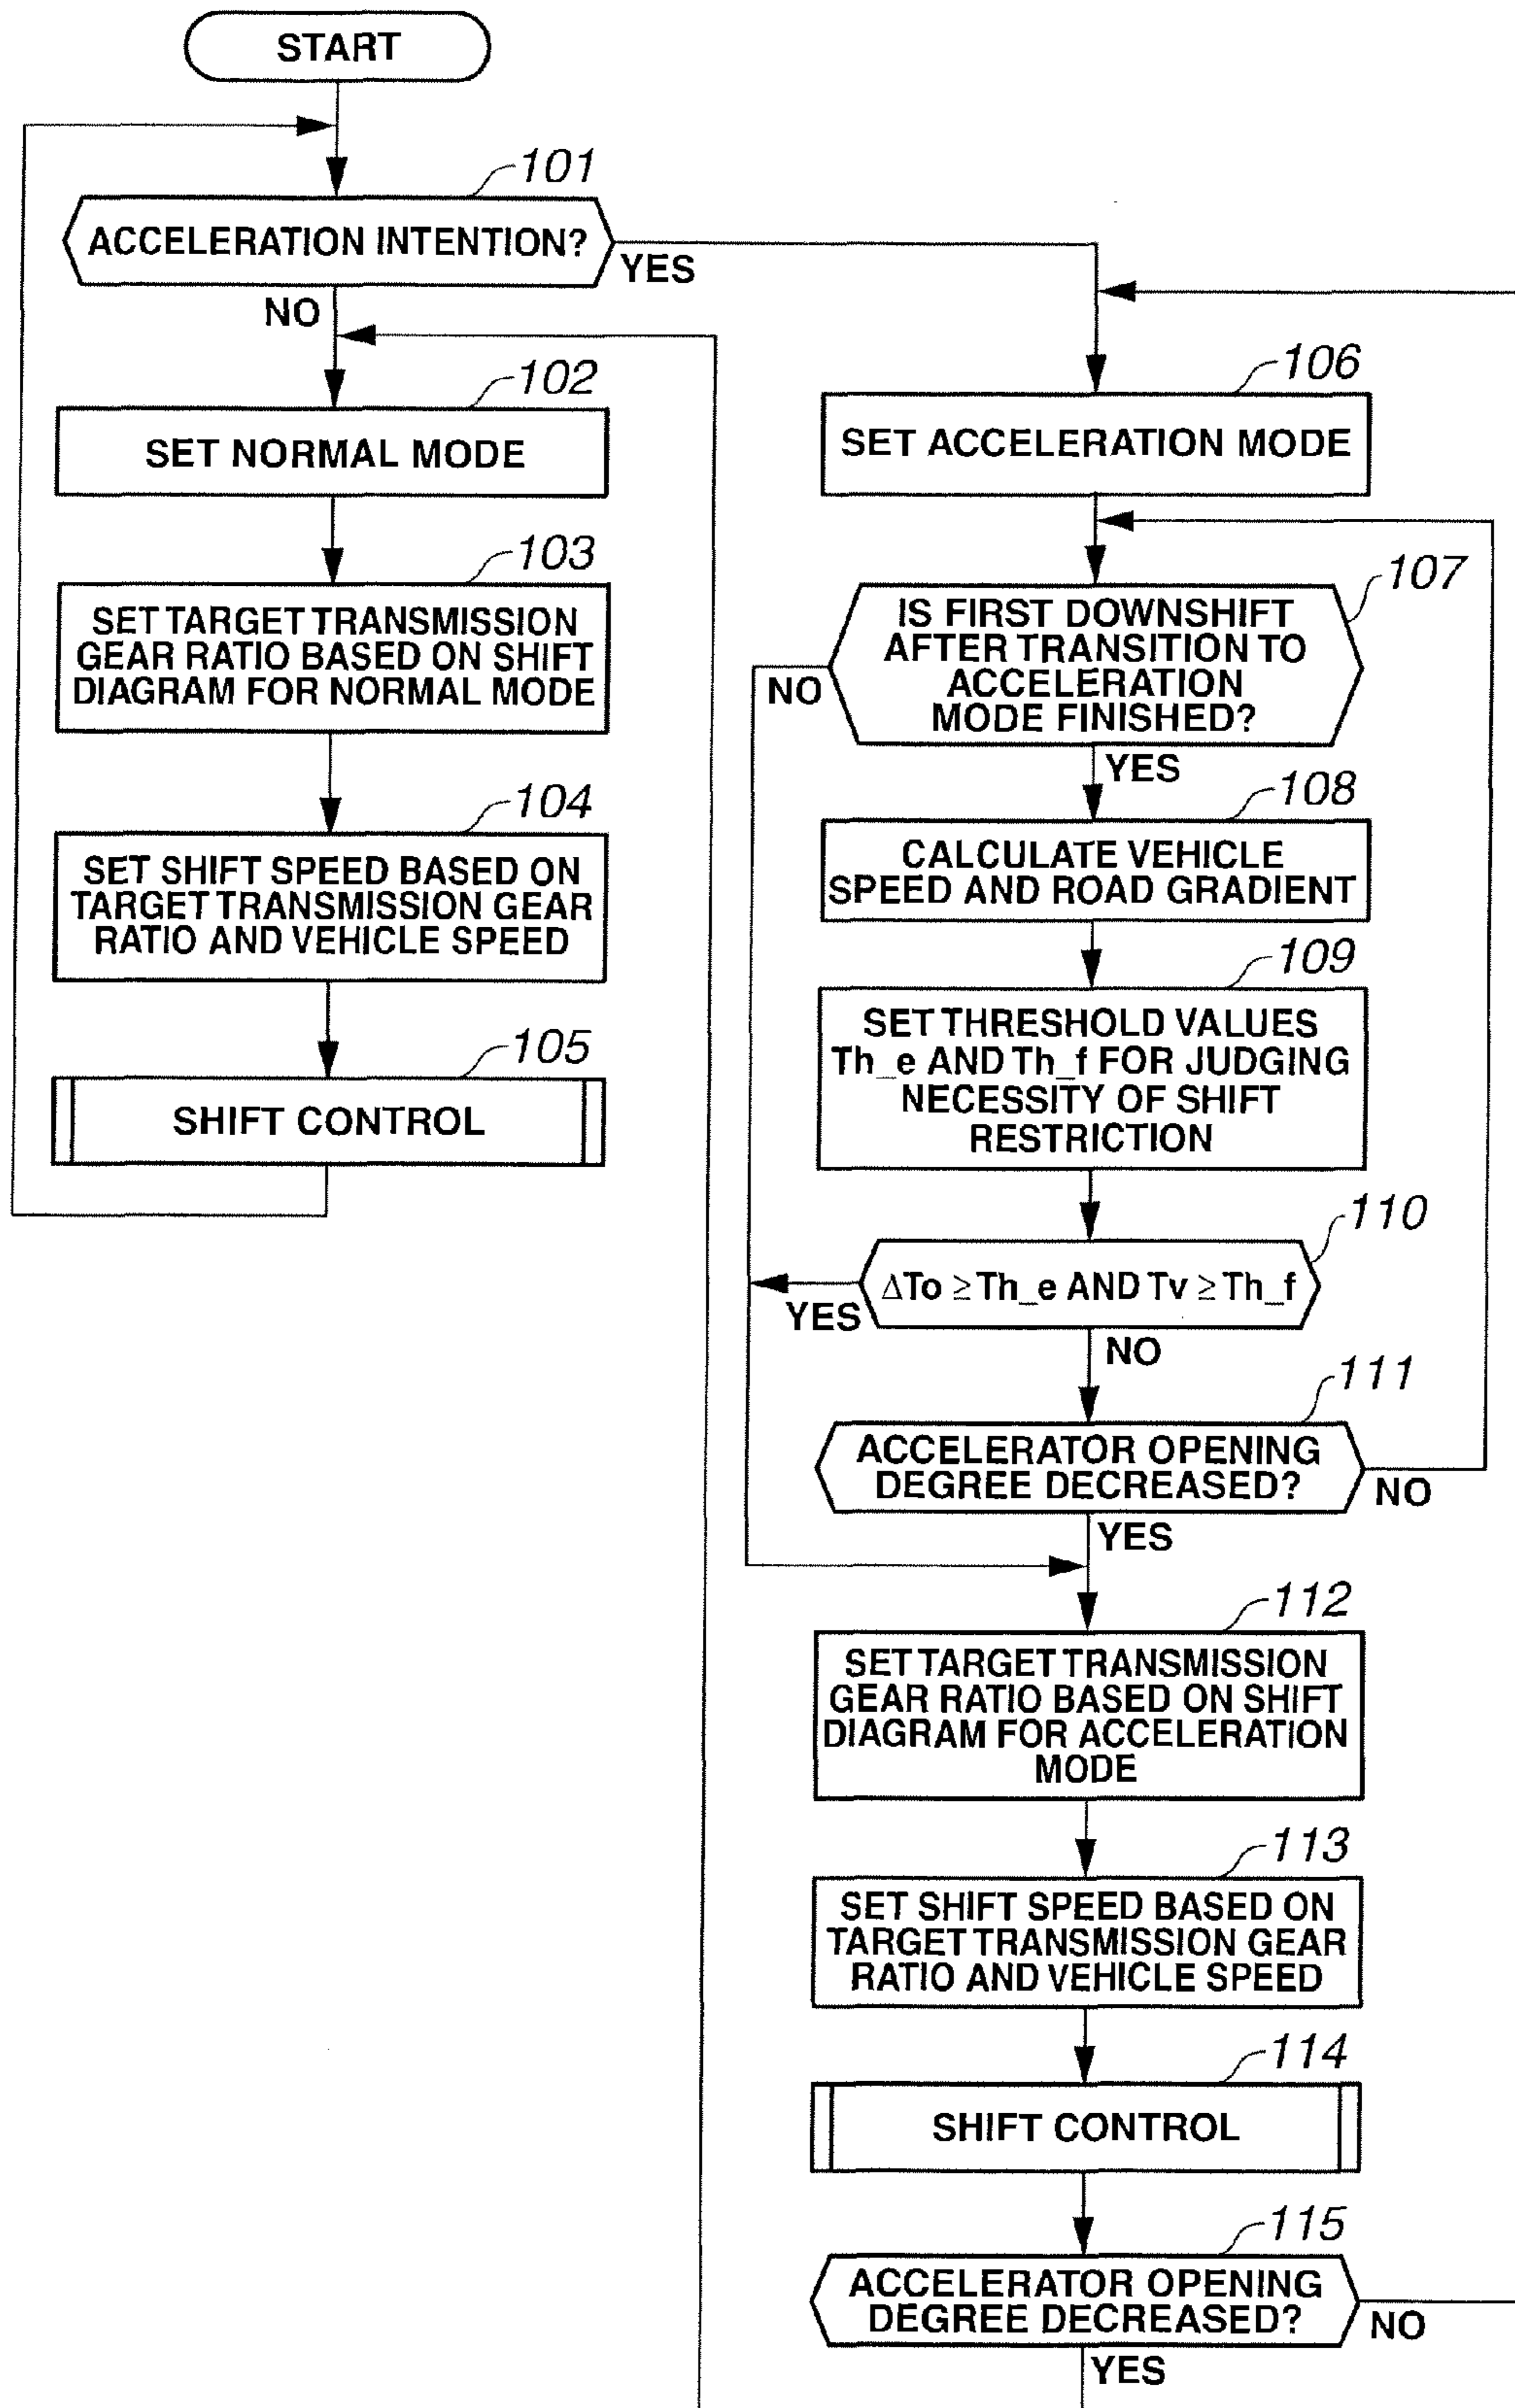 START
101
ACCELERATION INTENTION?
YES
NO
102
SET NORMAL MODE
103
SET TARGET TRANSMISSION
GEAR RATIO BASED ON SHIFT
DIAGRAM FOR NORMAL MODE
104
SET SHIFT SPEED BASED ON
TARGET TRANSMISSION GEAR
RATIO AND VEHICLE SPEED
105
SHIFT CONTROL
106
SET ACCELERATION MODE
107
IS FIRST DOWNSHIFT
AFTER TRANSITION TO
ACCELERATION
MODE FINISHED?
NO
YES
108
CALCULATE VEHICLE
SPEED AND ROAD GRADIENT
109
SET THRESHOLD VALUES
Th_e AND Th_f FOR JUDGING
NECESSITY OF SHIFT
RESTRICTION
110
ΔTo ≧ Th_e AND Tv ≧ Th_f
YES
NO
111
ACCELERATOR OPENING
DEGREE DECREASED?
NO
YES
112
SET TARGET TRANSMISSION
GEAR RATIO BASED ON SHIFT
DIAGRAM FOR ACCELERATION
MODE
113
SET SHIFT SPEED BASED ON
TARGET TRANSMISSION GEAR
RATIO AND VEHICLE SPEED
114
SHIFT CONTROL
115
ACCELERATOR OPENING
DEGREE DECREASED?
NO
YES